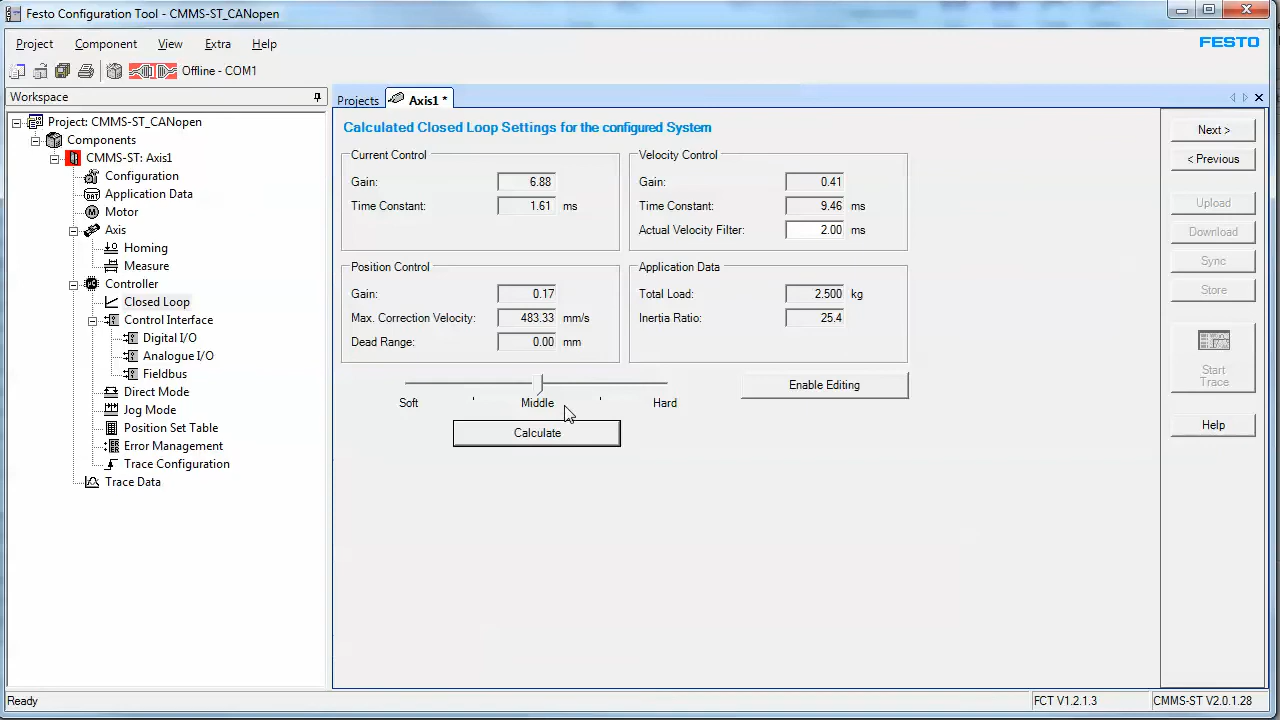 Festo Configuration Tool - CMMS-ST_CANopen
Project Component View Extra Help
FESTO
Offline - COM1
Workspace
Project: CMMS-ST_CANopen
Components
CMMS-ST: Axis1
Configuration
Application Data
Motor
Axis
Homing
Measure
Controller
Closed Loop
Control Interface
Digital I/O
Analogue I/O
Fieldbus
Direct Mode
Jog Mode
Position Set Table
Error Management
Trace Configuration
Trace Data
Projects Axis1 *
Calculated Closed Loop Settings for the configured System
Current Control
Gain: 6.88
Time Constant: 1.61 ms
Velocity Control
Gain: 0.41
Time Constant: 9.46 ms
Actual Velocity Filter: 2.00 ms
Position Control
Gain: 0.17
Max. Correction Velocity: 483.33 mm/s
Dead Range: 0.00 mm
Application Data
Total Load: 2.500 kg
Inertia Ratio: 25.4
Soft Middle Hard
Enable Editing
Calculate
Next >
< Previous
Upload
Download
Sync
Store
Start
Trace
Help
Ready
FCT V1.2.1.3
CMMS-ST V2.0.1.28